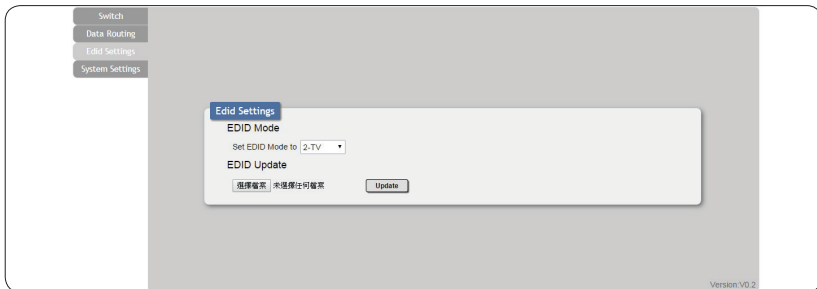 Switch
Data Routing
Edid Settings
System Settings
Edid Settings
EDID Mode
Set EDID Mode to 2-TV
EDID Update
選擇檔案 未選擇任何檔案 Update
Version:V0.2